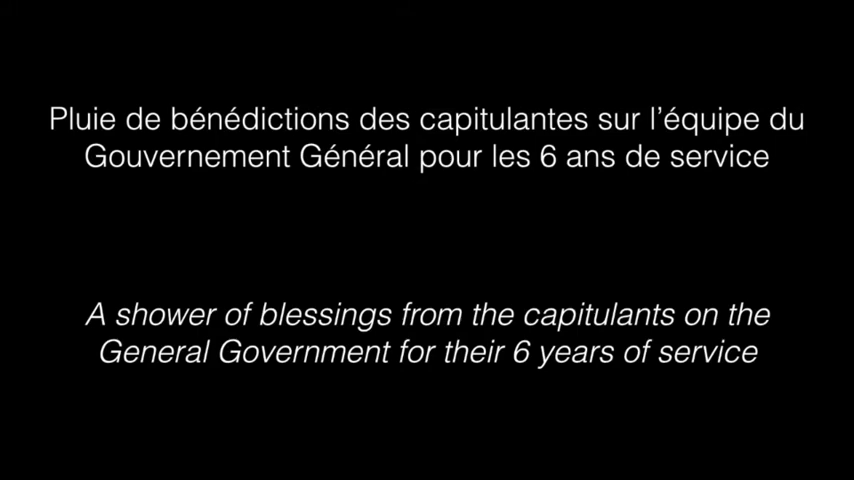 Pluie de bénédictions des capitulantes sur l’équipe du
Gouvernement Général pour les 6 ans de service
A shower of blessings from the capitulants on the
General Government for their 6 years of service